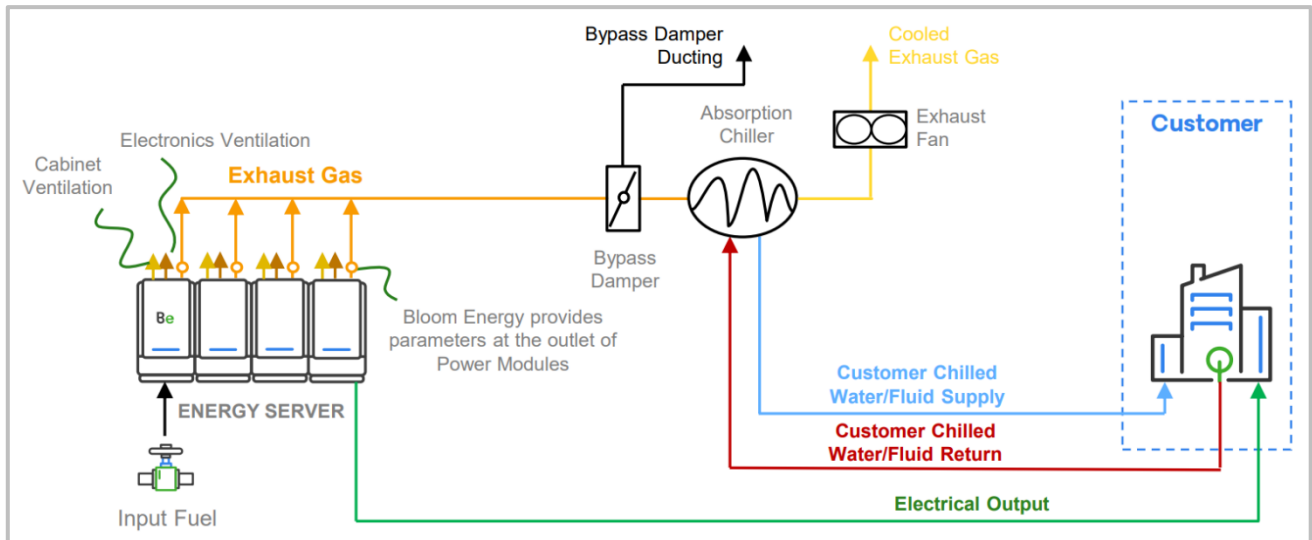 Bypass Damper
Ducting
Cooled
Exhaust Gas
Absorption
Chiller
Exhaust
Fan
Customer
Electronics Ventilation
Cabinet
Ventilation
Exhaust Gas
Bypass
Damper
Be
Bloom Energy provides
parameters at the outlet of
Power Modules
ENERGY SERVER
Customer Chilled
Water/Fluid Supply
Customer Chilled
Water/Fluid Return
Electrical Output
Input Fuel